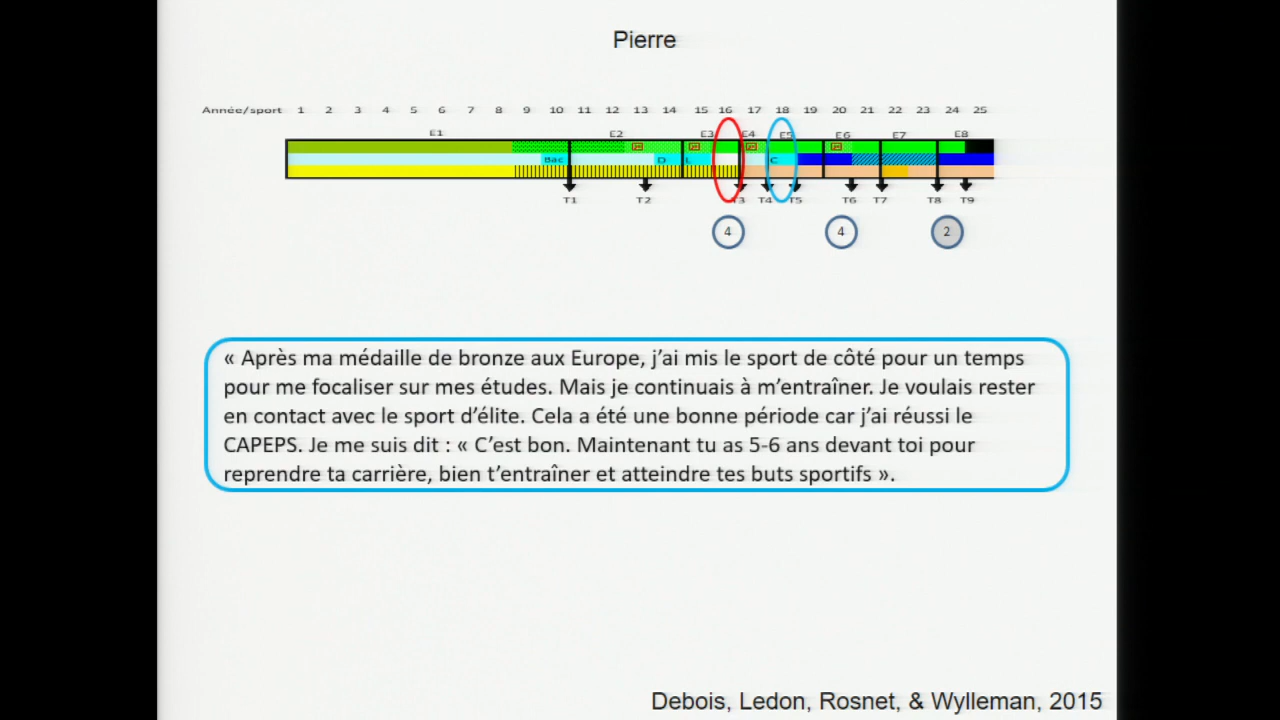 Pierre
Année/sport 1 2 3 4 5 6 7 8 9 10 11 12 13 14 15 16 17 18 19 20 21 22 23 24 25
E1 E2 E3 E4 E5 E6 E7 E8
Bac D L C
T1 T2 T3 T4 T5 T6 T7 T8 T9
4 4 2
« Après ma médaille de bronze aux Europe, j’ai mis le sport de côté pour un temps
pour me focaliser sur mes études. Mais je continuais à m’entraîner. Je voulais rester
en contact avec le sport d’élite. Cela a été une bonne période car j’ai réussi le
CAPEPS. Je me suis dit : « C’est bon. Maintenant tu as 5-6 ans devant toi pour
reprendre ta carrière, bien t’entraîner et atteindre tes buts sportifs ».
Debois, Ledon, Rosnet, & Wylleman, 2015